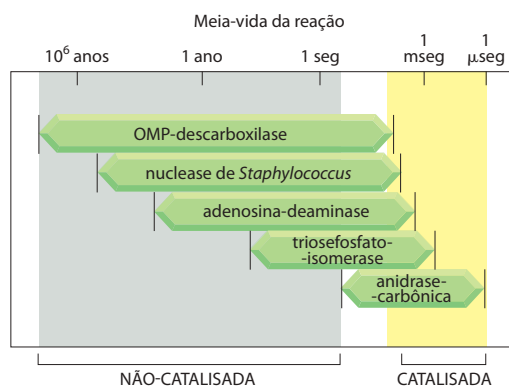 Meia-vida da reação
10⁶ anos 1 ano 1 seg 1 mseg 1 µseg
OMP-descarboxilase
nuclease de Staphylococcus
adenosina-deaminase
triosefosfato-
-isomerase
anidrase-
-carbônica
NÃO-CATALISADA CATALISADA